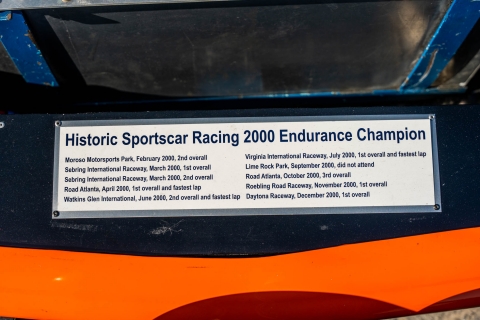 Historic Sportscar Racing 2000 Endurance Champion
Moroso Motorsports Park, February 2000, 2nd overall
Sebring International Raceway, March 2000, 1st overall
Sebring International Raceway, March 2000, 2nd overall
Road Atlanta, April 2000, 1st overall and fastest lap
Watkins Glen International, June 2000, 2nd overall and fastest lap
Virginia International Raceway, July 2000, 1st overall and fastest lap
Lime Rock Park, September 2000, did not attend
Road Atlanta, October 2000, 3rd overall
Roebling Road Raceway, November 2000, 1st overall
Daytona Raceway, December 2000, 1st overall